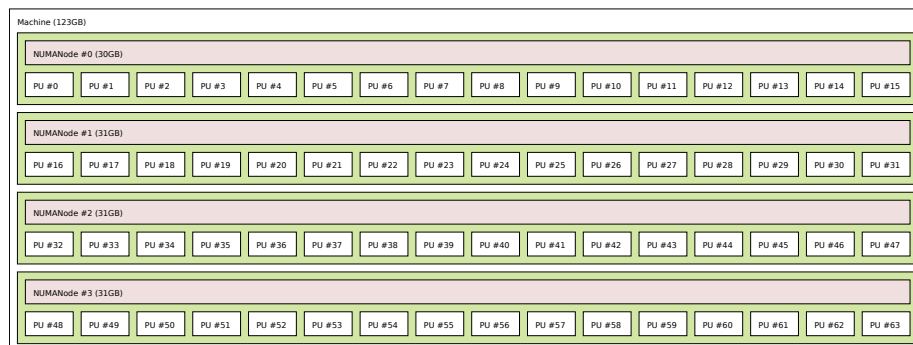 Machine (123GB)
NUMANode #0 (30GB)
PU #0 PU #1 PU #2 PU #3 PU #4 PU #5 PU #6 PU #7 PU #8 PU #9 PU #10 PU #11 PU #12 PU #13 PU #14 PU #15
NUMANode #1 (31GB)
PU #16 PU #17 PU #18 PU #19 PU #20 PU #21 PU #22 PU #23 PU #24 PU #25 PU #26 PU #27 PU #28 PU #29 PU #30 PU #31
NUMANode #2 (31GB)
PU #32 PU #33 PU #34 PU #35 PU #36 PU #37 PU #38 PU #39 PU #40 PU #41 PU #42 PU #43 PU #44 PU #45 PU #46 PU #47
NUMANode #3 (31GB)
PU #48 PU #49 PU #50 PU #51 PU #52 PU #53 PU #54 PU #55 PU #56 PU #57 PU #58 PU #59 PU #60 PU #61 PU #62 PU #63